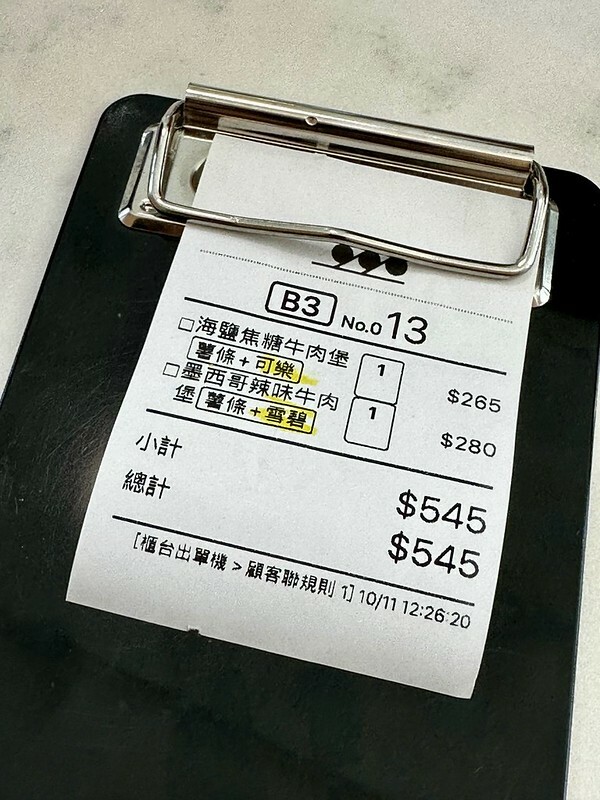 B3 No.013
□海鹽焦糖牛肉堡 1 $265
薯條+可樂
□墨西哥辣味牛肉 1 $280
堡 薯條+雪碧
小計 $545
總計 $545
[櫃台出單機 > 顧客聯規則 1] 10/11 12:26:20